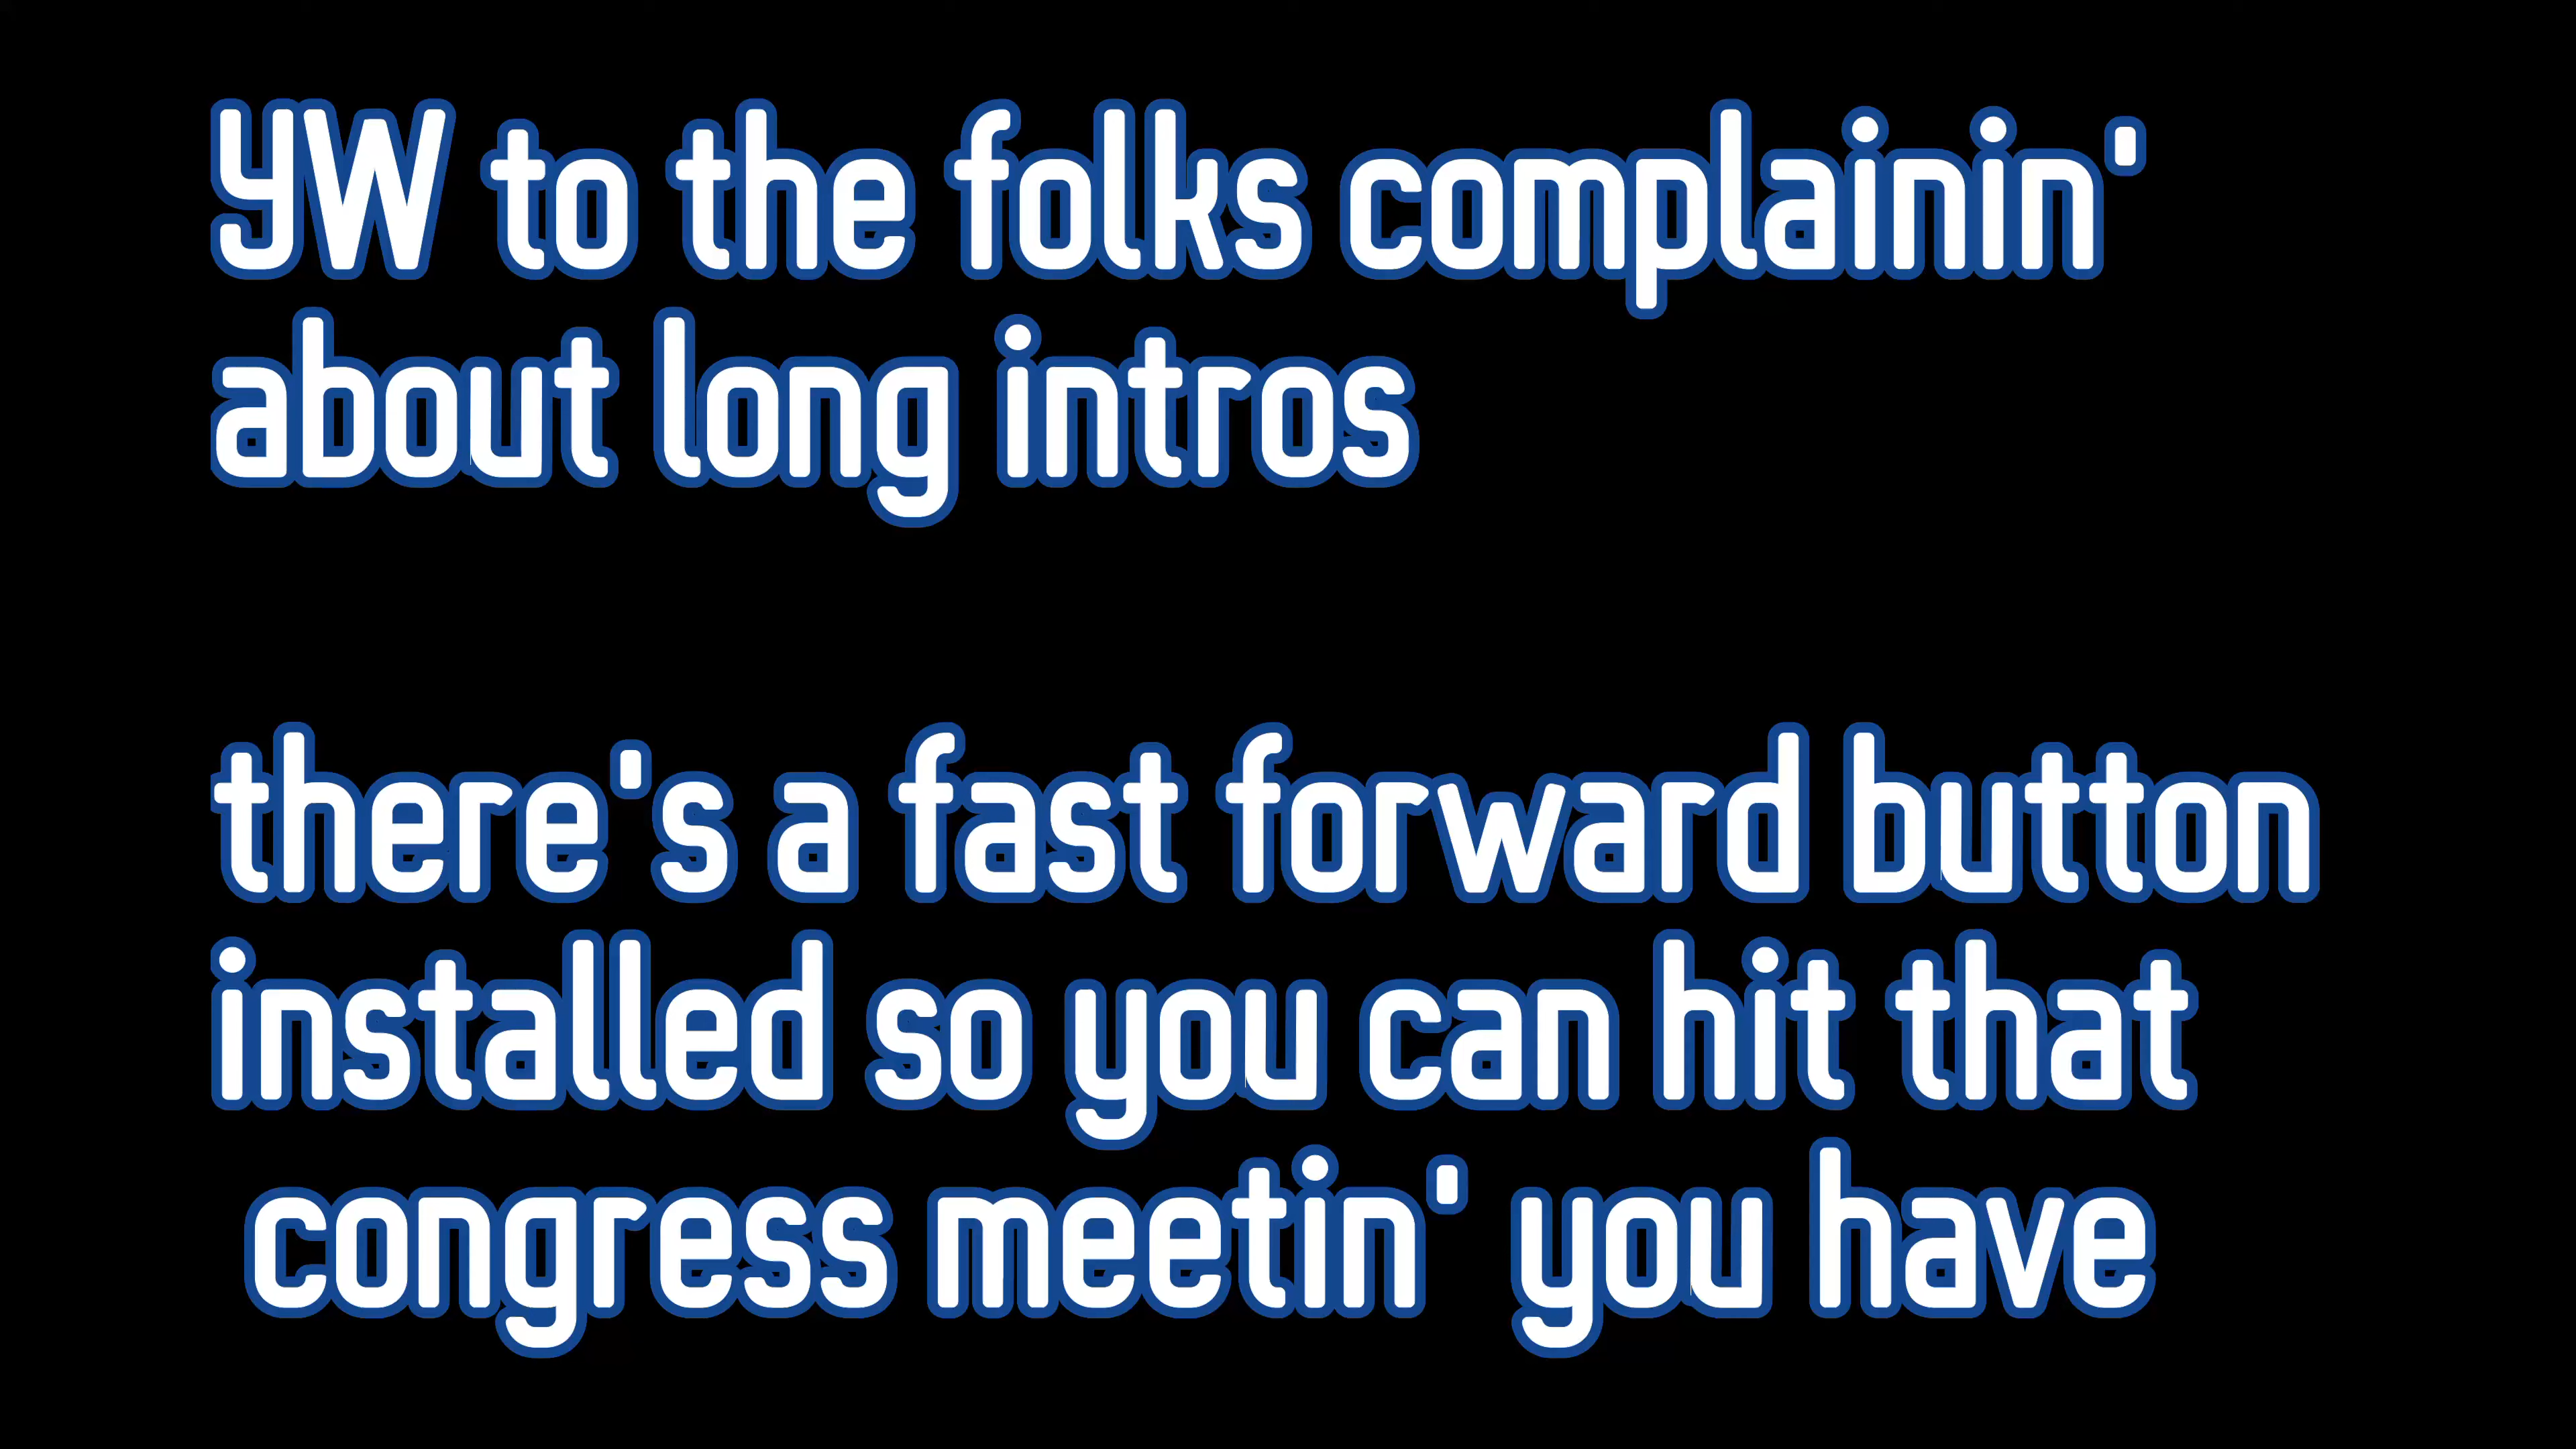 YW to the folks complainin'
about long intros
there's a fast forward button
installed so you can hit that
congress meetin' you have